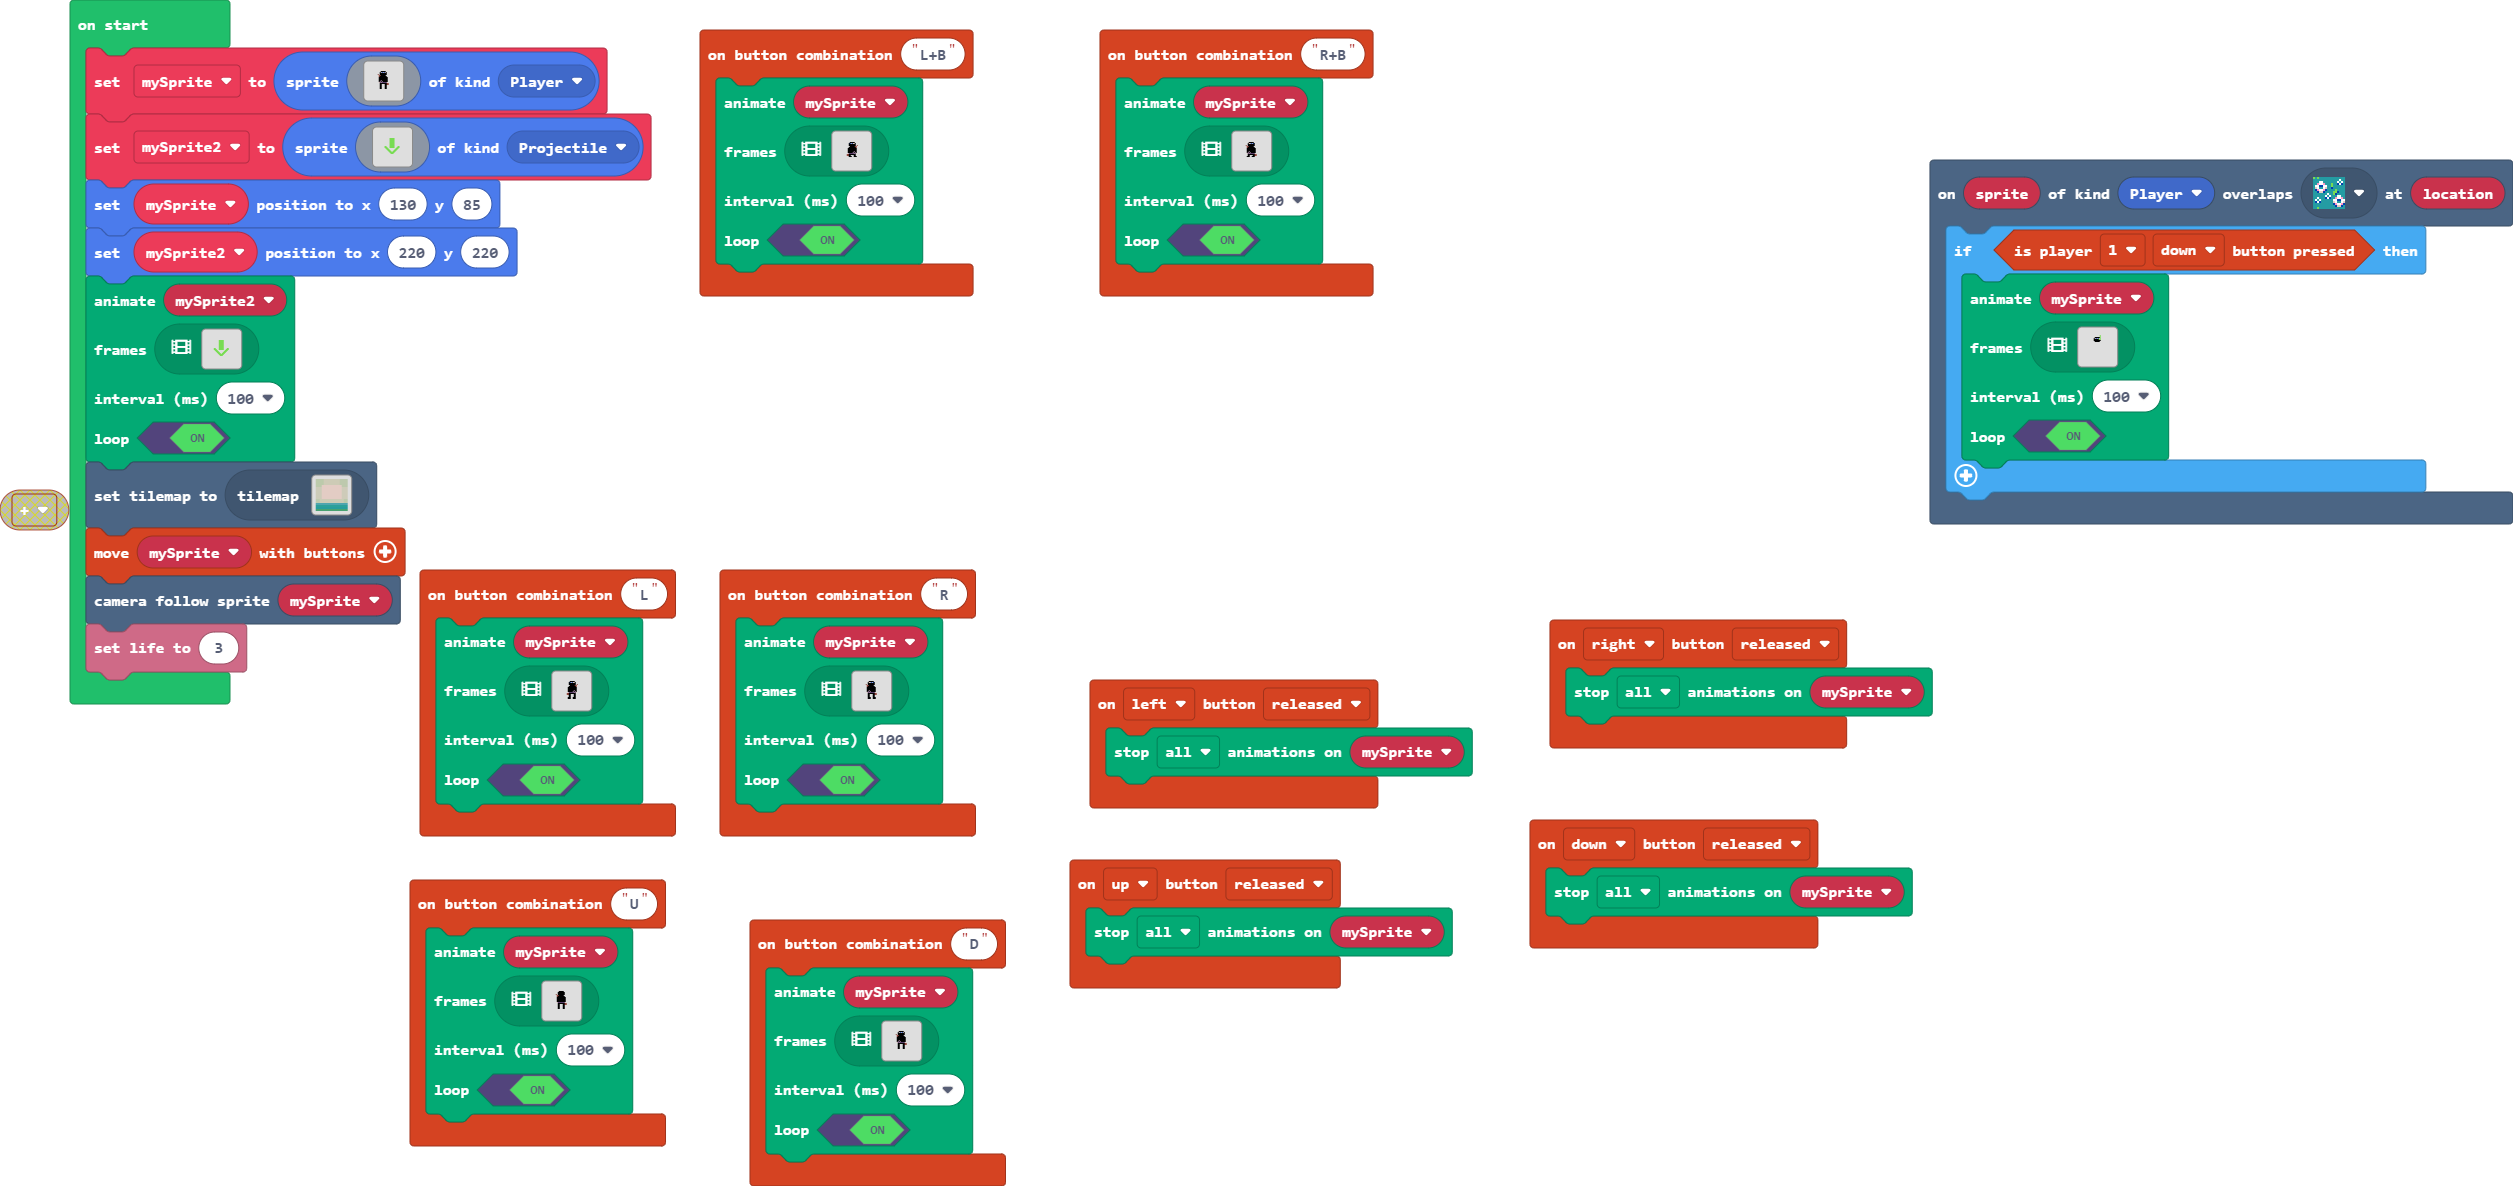 on start
set mySprite to sprite of kind Player
set mySprite2 to sprite of kind Projectile
set mySprite position to x 130 y 85
set mySprite2 position to x 220 y 220
animate mySprite2
frames
interval (ms) 100
loop ON
set tilemap to tilemap
+
move mySprite with buttons
camera follow sprite mySprite
set life to 3
on button combination "L+B"
animate mySprite
frames
interval (ms) 100
loop ON
on button combination "R+B"
animate mySprite
frames
interval (ms) 100
loop ON
on sprite of kind Player overlaps at location
if is player 1 down button pressed then
animate mySprite
frames
interval (ms) 100
loop ON
on button combination "L"
animate mySprite
frames
interval (ms) 100
loop ON
on button combination "R"
animate mySprite
frames
interval (ms) 100
loop ON
on left button released
stop all animations on mySprite
on right button released
stop all animations on mySprite
on up button released
stop all animations on mySprite
on down button released
stop all animations on mySprite
on button combination "U"
animate mySprite
frames
interval (ms) 100
loop ON
on button combination "D"
animate mySprite
frames
interval (ms) 100
loop ON